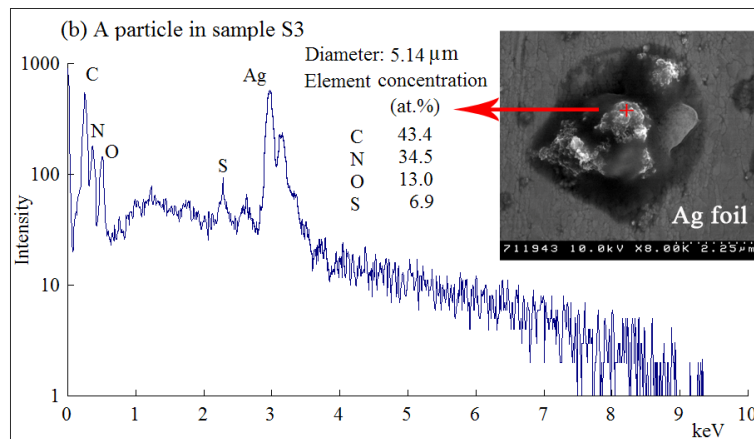 (b) A particle in sample S3
Diameter: 5.14 μm
Element concentration
(at.%)
C 43.4
N 34.5
O 13.0
S 6.9
C
N
O
S
Ag
Ag foil
711943 10.0kV X8.00K 2.25μm
Intensity
1000
100
10
1
0 1 2 3 4 5 6 7 8 9 10
keV